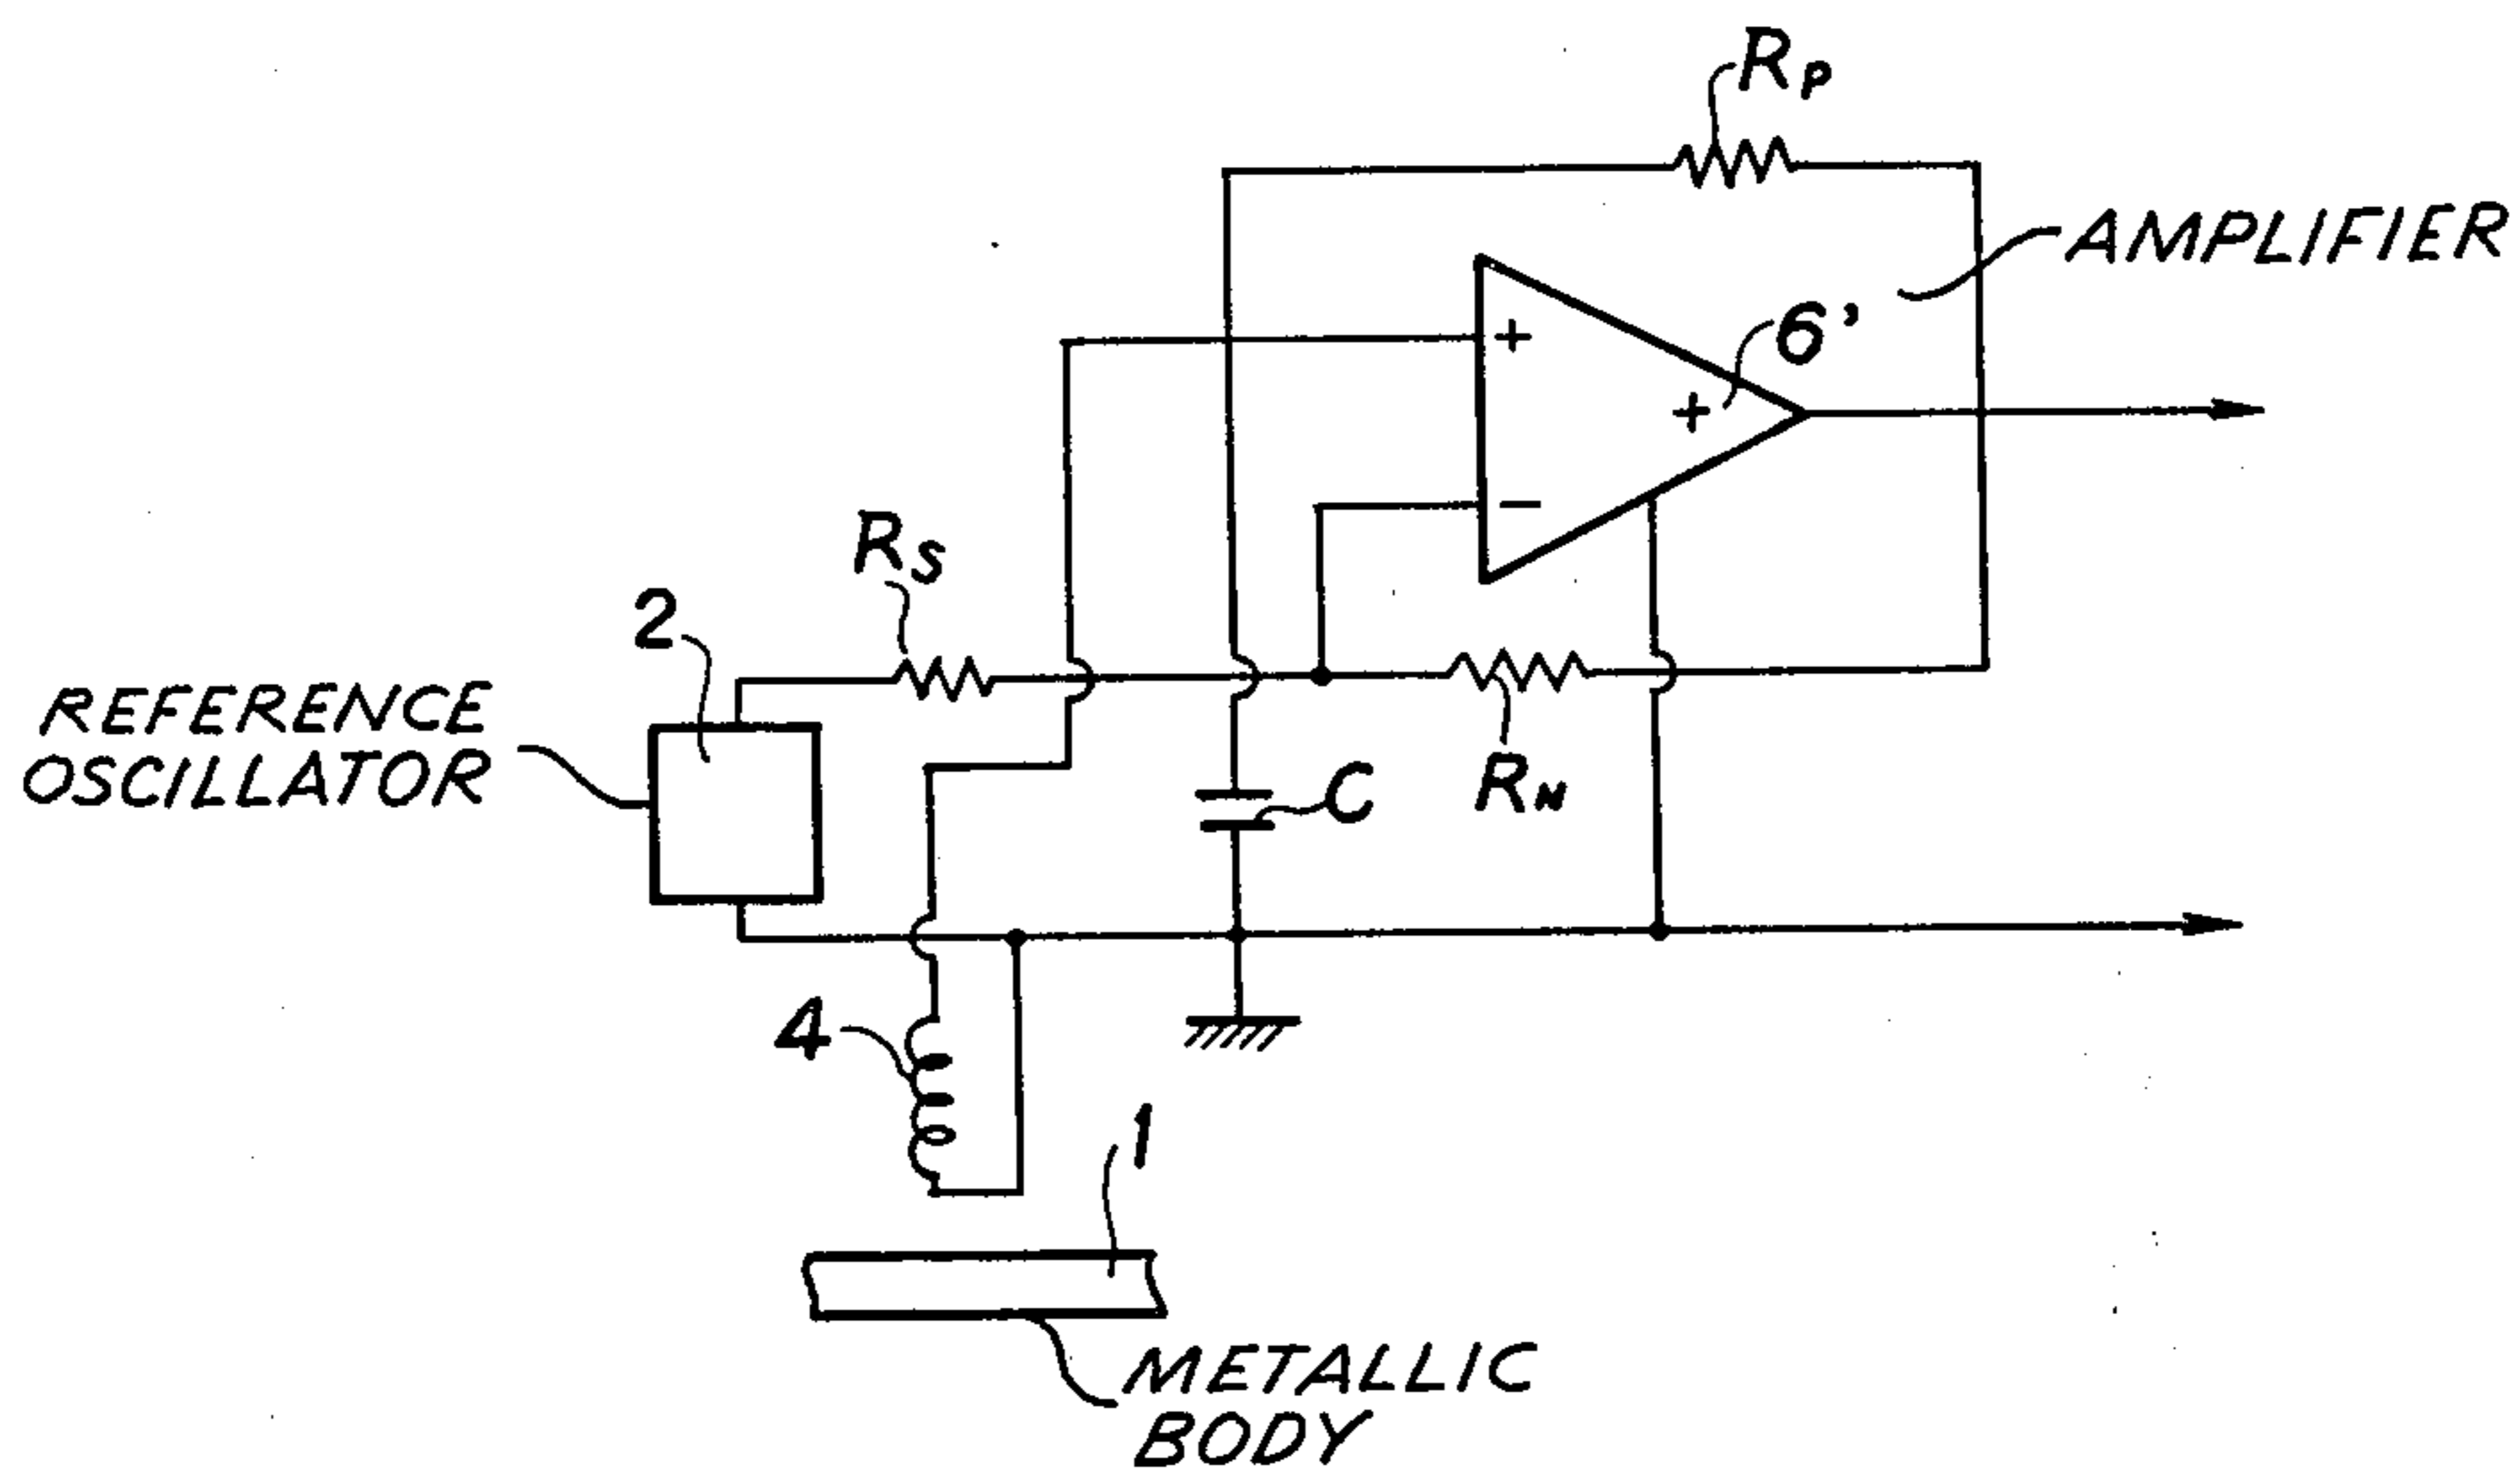 Rp
AMPLIFIER
6'
+
+
−
RS
2
REFERENCE
OSCILLATOR
RN
C
4
1
METALLIC
BODY